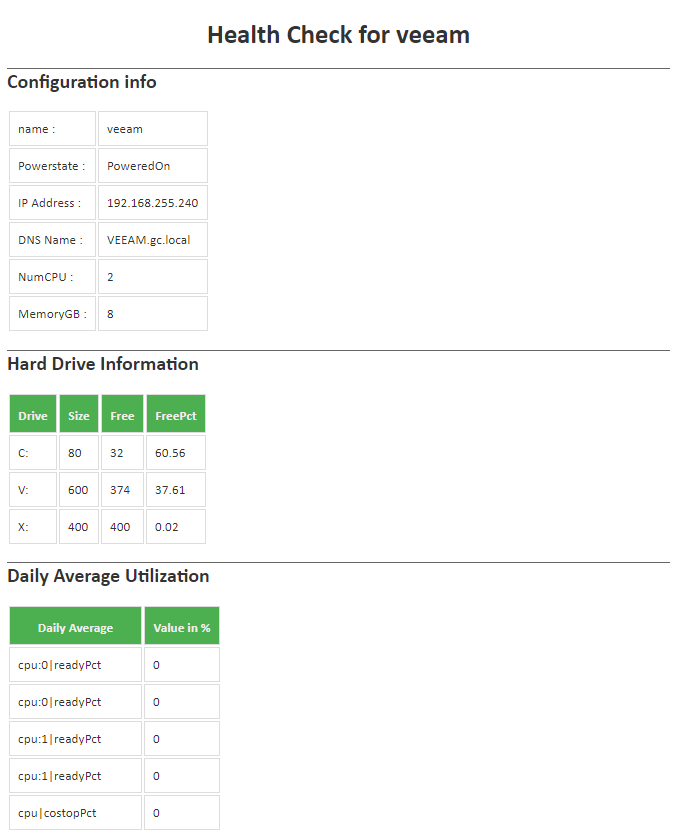 Health Check for veeam
Configuration info
name : veeam
Powerstate : PoweredOn
IP Address : 192.168.255.240
DNS Name : VEEAM.gc.local
NumCPU : 2
MemoryGB : 8
Hard Drive Information
Drive Size Free FreePct
C: 80 32 60.56
V: 600 374 37.61
X: 400 400 0.02
Daily Average Utilization
Daily Average Value in %
cpu:0|readyPct 0
cpu:0|readyPct 0
cpu:1|readyPct 0
cpu:1|readyPct 0
cpu|costopPct 0